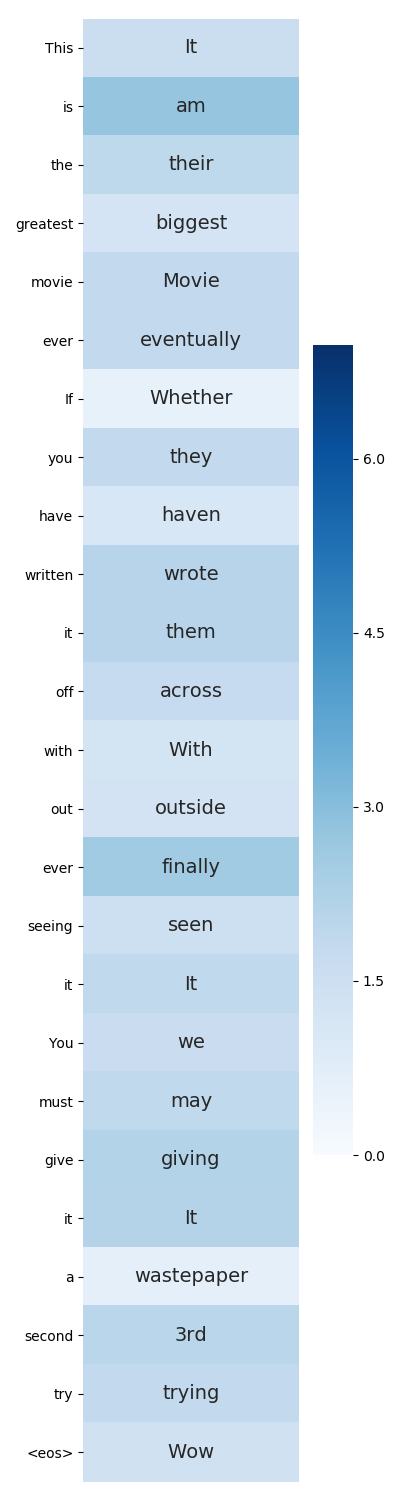 This It
is am
the their
greatest biggest
movie Movie
ever eventually
If Whether
you they
6.0
have haven
written wrote
it them
4.5
off across
with With
out outside
3.0
ever finally
seeing seen
it It
1.5
You we
must may
give giving
0.0
it It
a wastepaper
second 3rd
try trying
<eos> Wow